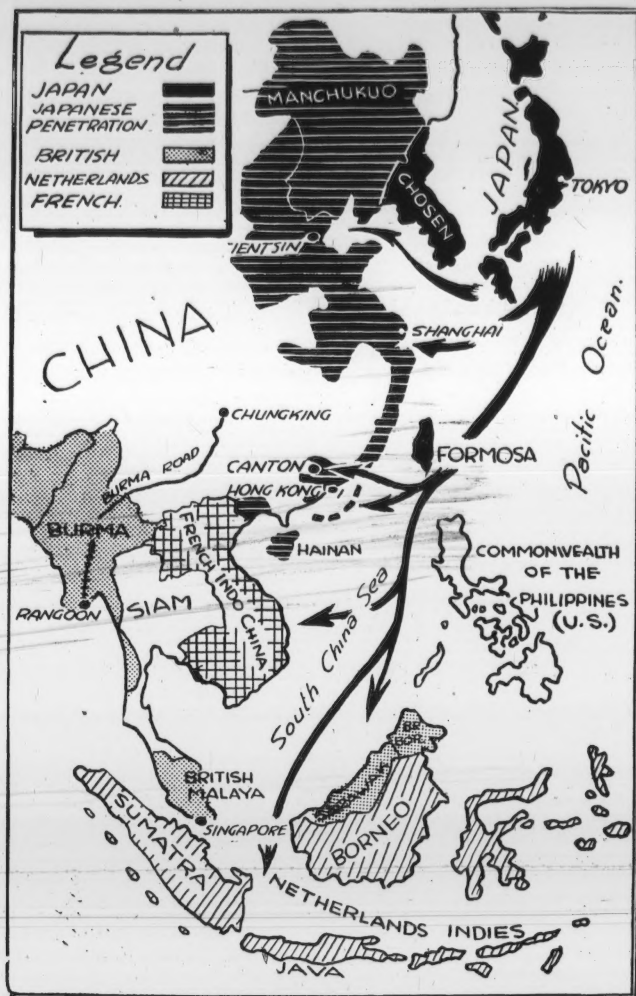 Legend
JAPAN
JAPANESE
PENETRATION
BRITISH
NETHERLANDS
FRENCH
MANCHUKUO
CHOSEN
JAPAN
TOKYO
IENTSIN
SHANGHAI
CHINA
Pacific Ocean.
CHUNGKING
BURMA ROAD
CANTON
HONG KONG
FORMOSA
BURMA
FRENCH INDO CHINA
HAINAN
COMMONWEALTH
OF THE
PHILIPPINES
(U.S.)
RANGOON
SIAM
South China Sea
BRITISH
MALAYA
SINGAPORE
SUMATRA
BR.
BORNEO
NETHERLANDS INDIES
JAVA